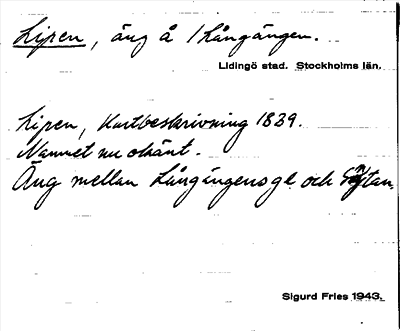 Lipen, äng å Långängen.
Lidingö stad. Stockholms län.
Lipen, Kartbeskrivning 1839.
Namnet nu okänt.
Äng mellan Långängens gd. och
Sigurd Fries 1943.